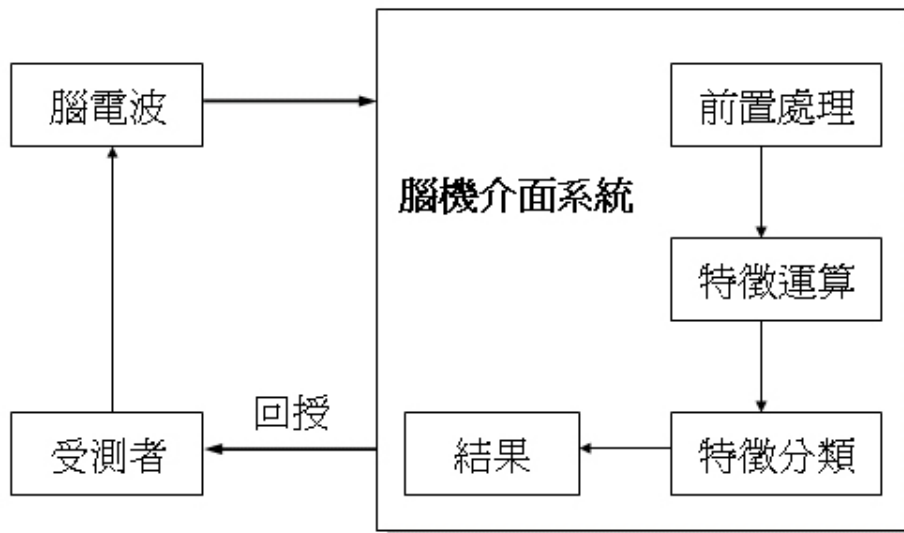 腦電波
前置處理
腦機介面系統
特徵運算
回授
受測者
結果
特徵分類